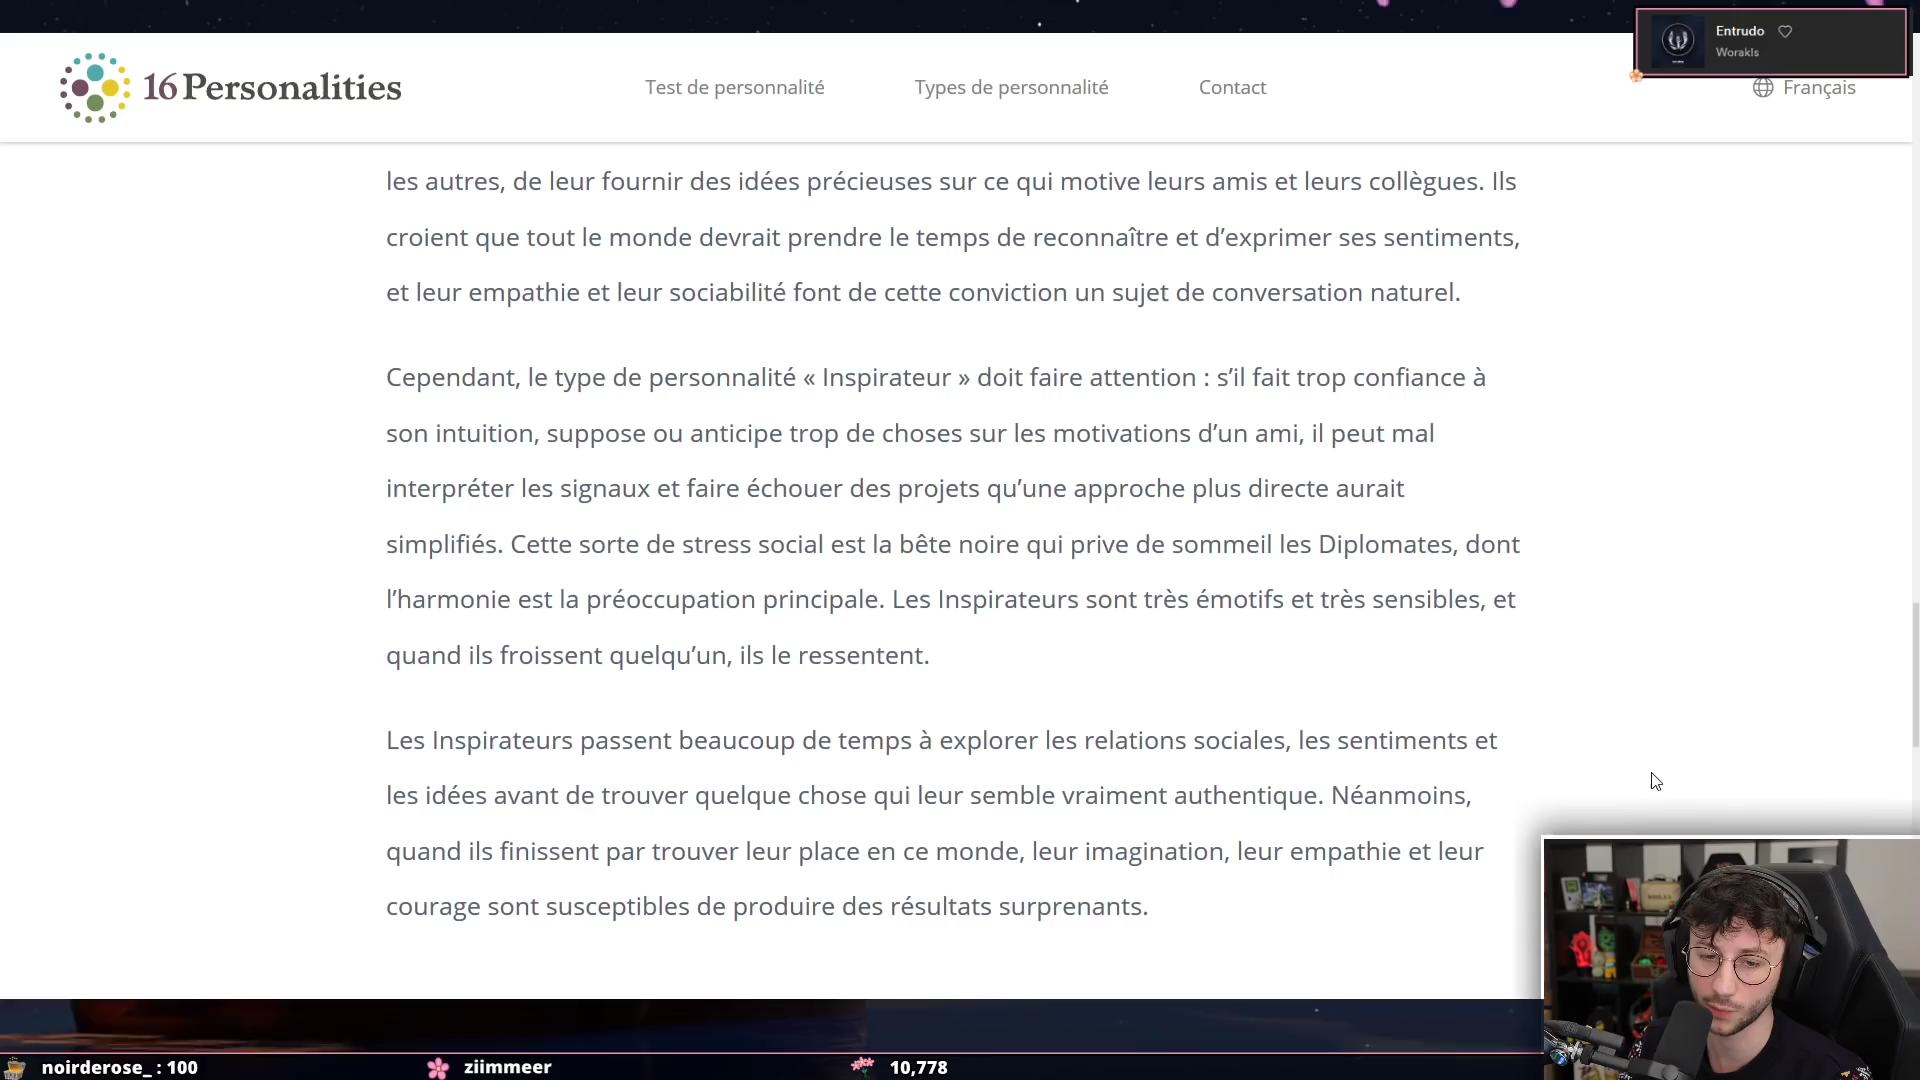 Entrudo
Worakls
16Personalities
Test de personnalité
Types de personnalité
Contact
Français
les autres, de leur fournir des idées précieuses sur ce qui motive leurs amis et leurs collègues. Ils
croient que tout le monde devrait prendre le temps de reconnaître et d’exprimer ses sentiments,
et leur empathie et leur sociabilité font de cette conviction un sujet de conversation naturel.
Cependant, le type de personnalité « Inspirateur » doit faire attention : s’il fait trop confiance à
son intuition, suppose ou anticipe trop de choses sur les motivations d’un ami, il peut mal
interpréter les signaux et faire échouer des projets qu’une approche plus directe aurait
simplifiés. Cette sorte de stress social est la bête noire qui prive de sommeil les Diplomates, dont
l’harmonie est la préoccupation principale. Les Inspirateurs sont très émotifs et très sensibles, et
quand ils froissent quelqu’un, ils le ressentent.
Les Inspirateurs passent beaucoup de temps à explorer les relations sociales, les sentiments et
les idées avant de trouver quelque chose qui leur semble vraiment authentique. Néanmoins,
quand ils finissent par trouver leur place en ce monde, leur imagination, leur empathie et leur
courage sont susceptibles de produire des résultats surprenants.
noirderose_ : 100
ziimmeer
10,778